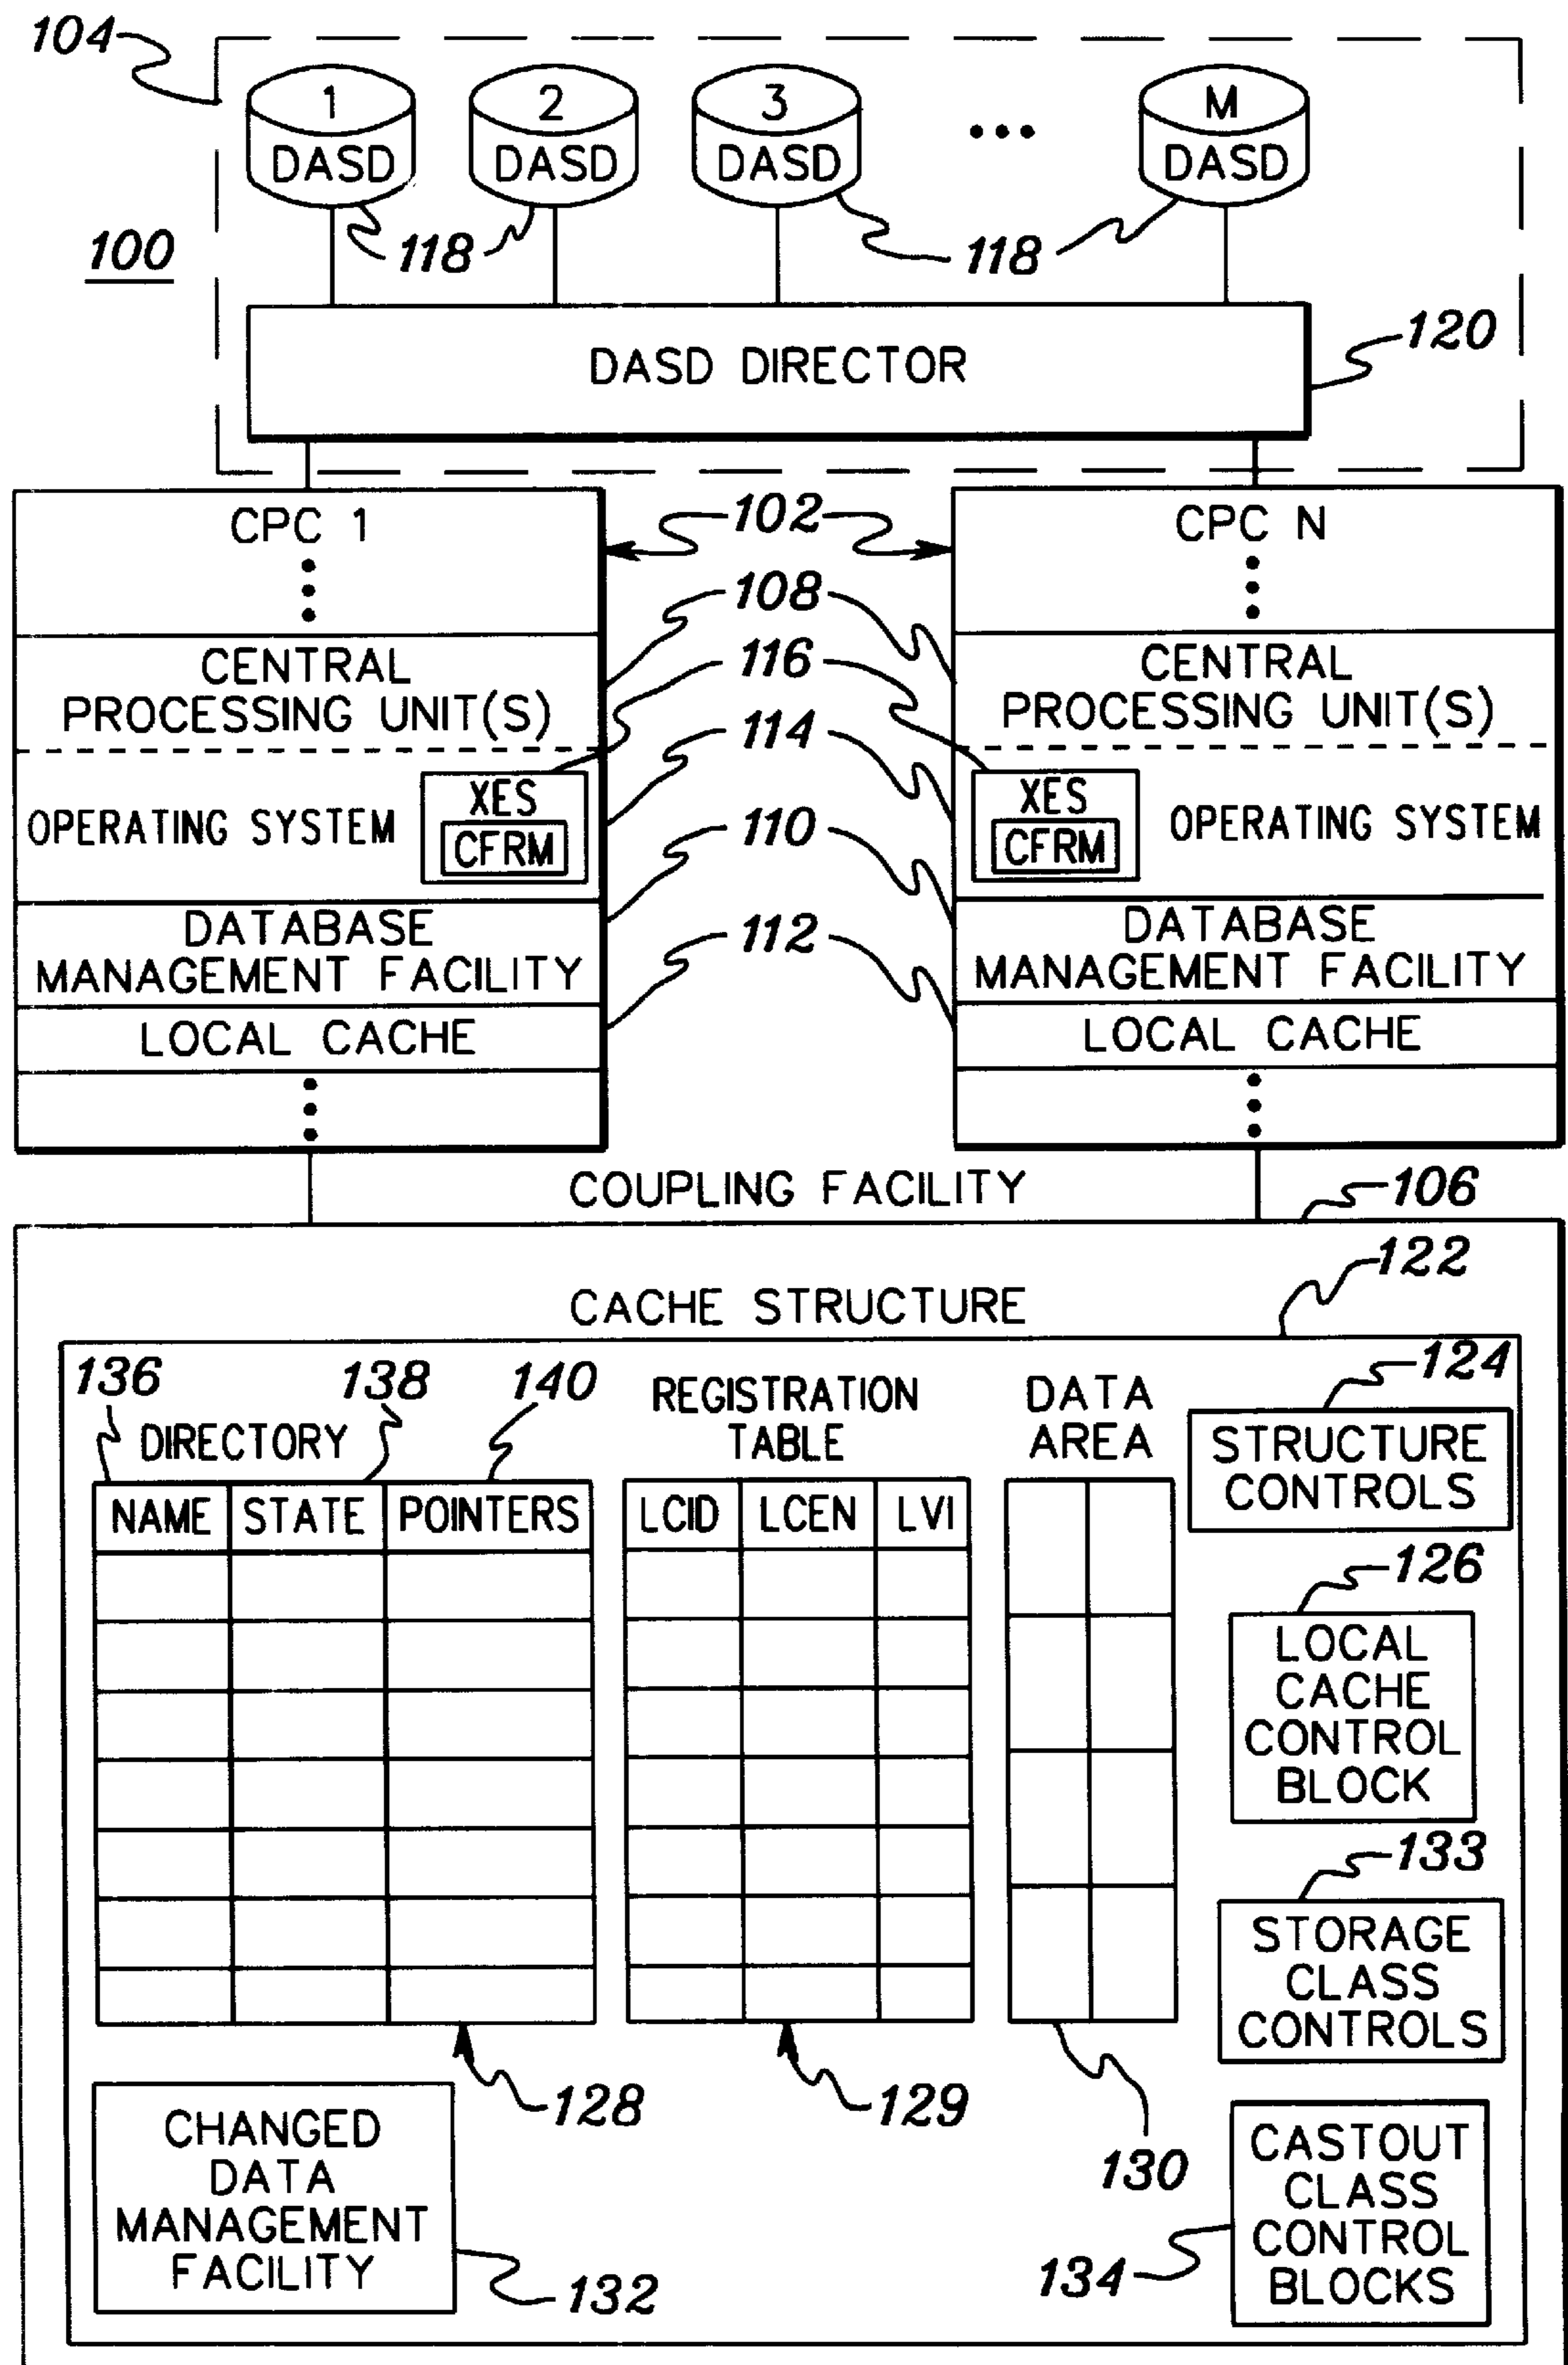 104
1
DASD
2
DASD
3
DASD
•••
M
DASD
100
118
118
DASD DIRECTOR
120
CPC 1
102
CPC N
108
CENTRAL
PROCESSING UNIT(S)
116
CENTRAL
PROCESSING UNIT(S)
114
OPERATING SYSTEM
XES
CFRM
XES
CFRM
OPERATING SYSTEM
110
DATABASE
MANAGEMENT FACILITY
112
DATABASE
MANAGEMENT FACILITY
LOCAL CACHE
LOCAL CACHE
COUPLING FACILITY
106
122
CACHE STRUCTURE
136
138
140
DIRECTORY
REGISTRATION
TABLE
DATA
AREA
124
STRUCTURE
CONTROLS
NAME
STATE
POINTERS
LCID
LCEN
LVI
126
LOCAL
CACHE
CONTROL
BLOCK
133
STORAGE
CLASS
CONTROLS
128
129
130
CHANGED
DATA
MANAGEMENT
FACILITY
132
134
CASTOUT
CLASS
CONTROL
BLOCKS